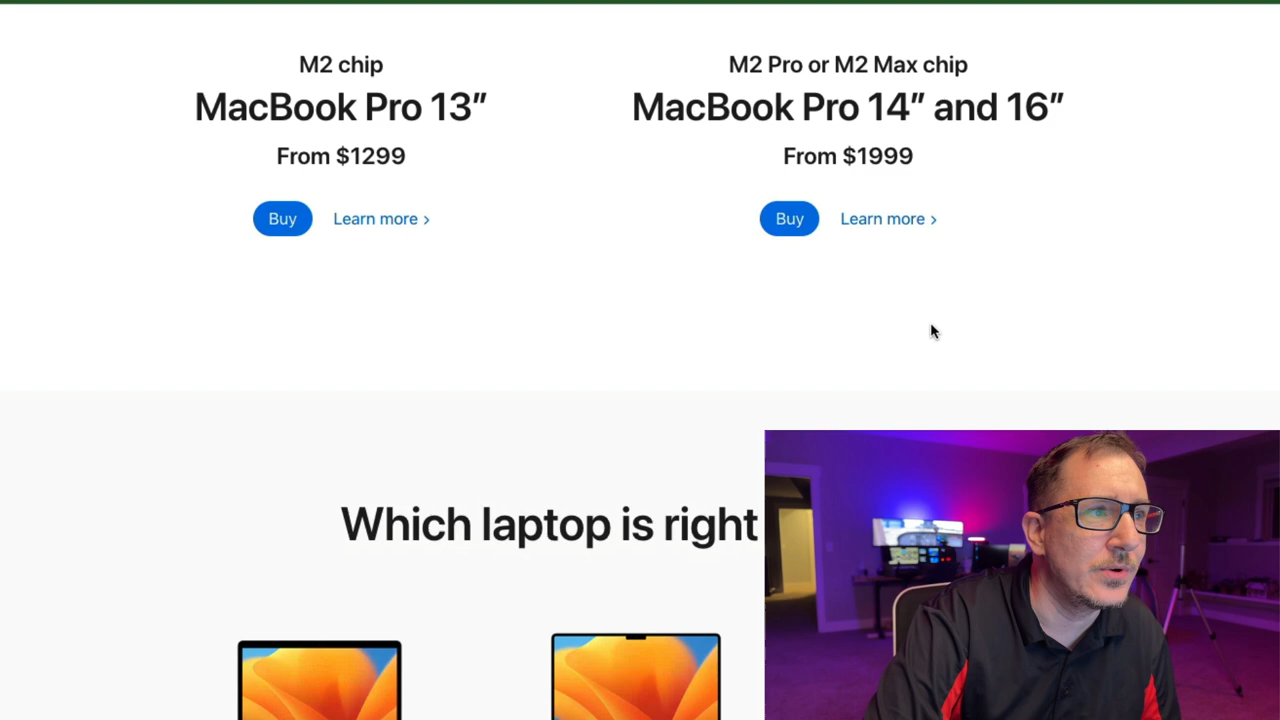 M2 chip
MacBook Pro 13”
From $1299
Buy
Learn more >
M2 Pro or M2 Max chip
MacBook Pro 14” and 16”
From $1999
Buy
Learn more >
Which laptop is right